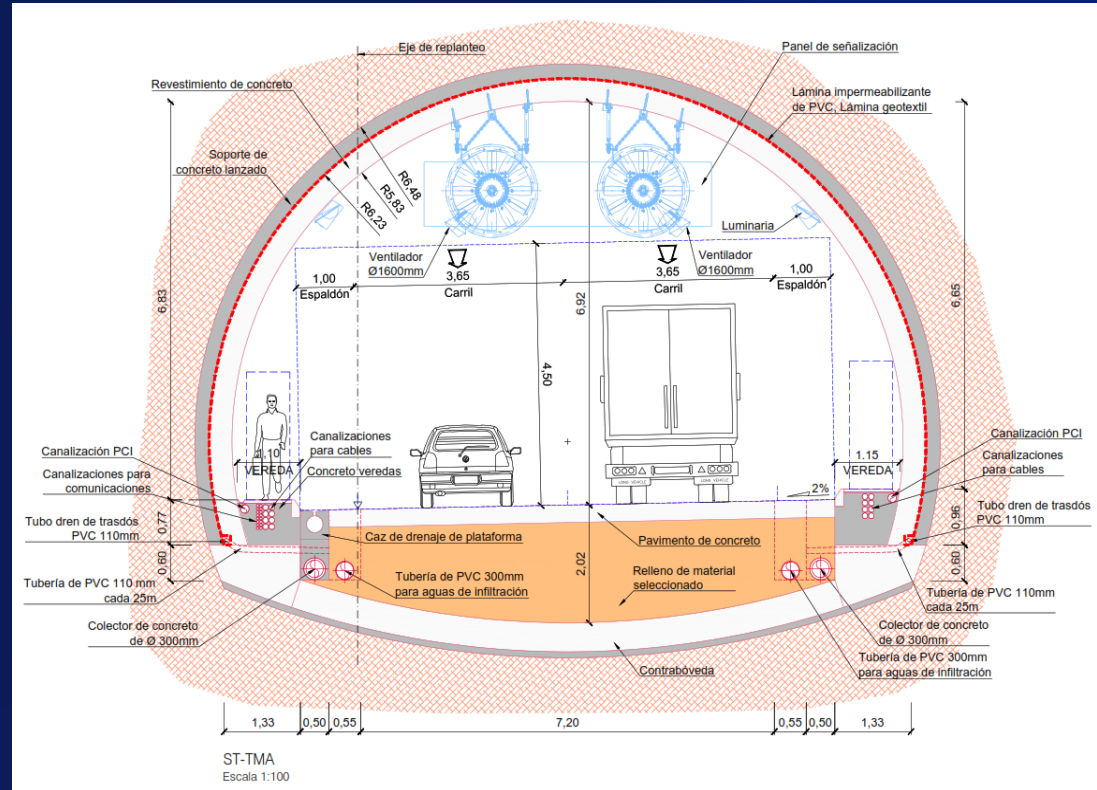 Eje de replanteo
Panel de señalización
Revestimiento de concreto
Lámina impermeabilizante
de PVC, Lámina geotextil
Soporte de
concreto lanzado
R6,48
R5,83
R6,23
Luminaria
Ventilador
Ø1600mm
Ventilador
Ø1600mm
1,00
Espaldón
3,65
Carril
3,65
Carril
1,00
Espaldón
6,83
6,92
6,65
4,50
Canalización PCI
Canalizaciones para
comunicaciones
Tubo dren de trasdós
PVC 110mm
1.10
VEREDA
Canalizaciones
para cables
Concreto veredas
LONG VEHICLE
LONG VEHICLE
1.15
VEREDA
Canalización PCI
Canalizaciones
para cables
Tubo dren de trasdós
PVC 110mm
2%
0,77
0,60
0,96
0,60
Caz de drenaje de plataforma
Pavimento de concreto
2,02
Tubería de PVC 300mm
para aguas de infiltración
Relleno de material
seleccionado
Tubería de PVC 110 mm
cada 25m
Colector de concreto
de Ø 300mm
Tubería de PVC 110mm
cada 25m
Colector de concreto
de Ø 300mm
Tubería de PVC 300mm
para aguas de infiltración
Contrabóveda
1,33
0,50
0,55
7,20
0,55
0,50
1,33
ST-TMA
Escala 1:100